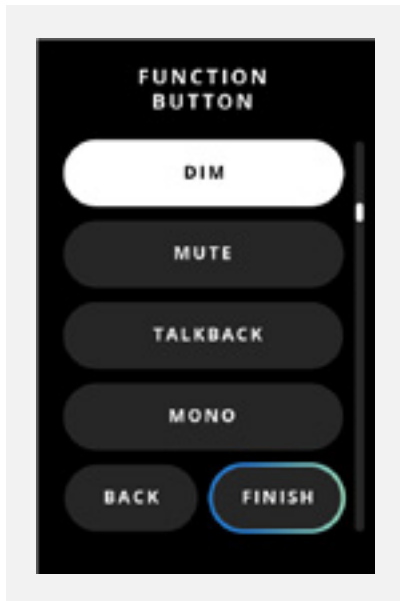 FUNCTION
BUTTON
DIM
MUTE
TALKBACK
MONO
BACK FINISH